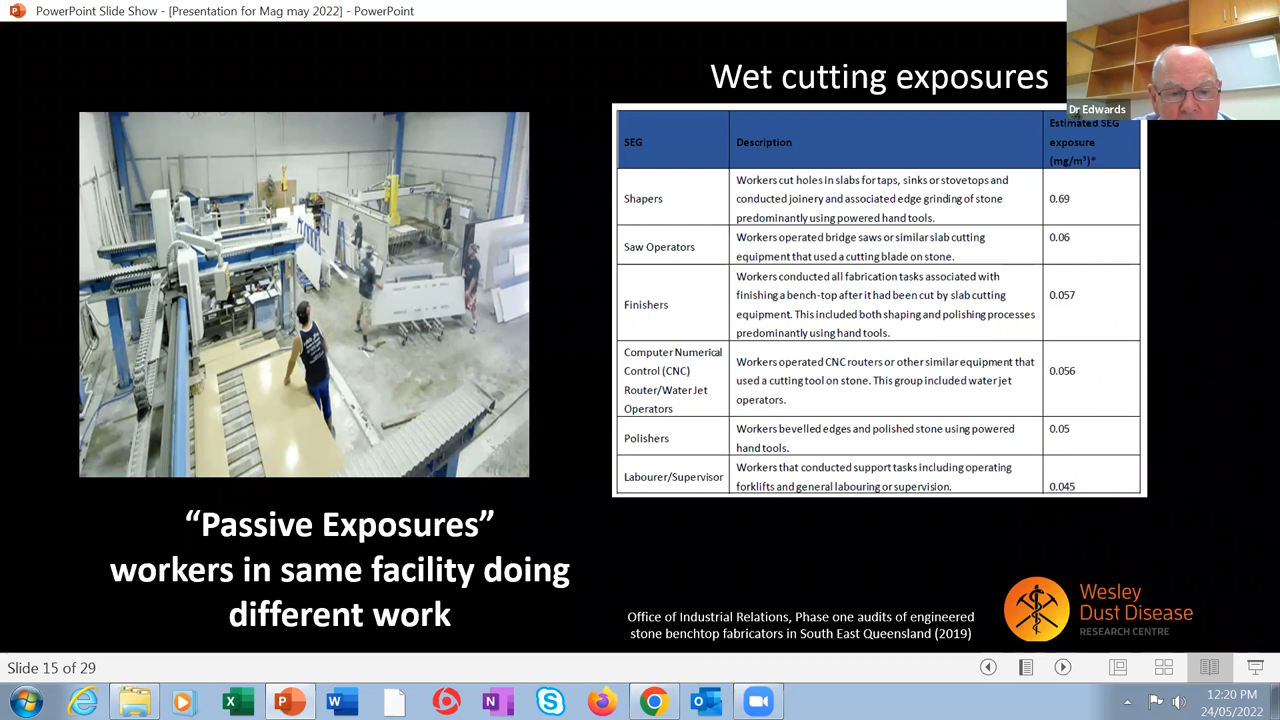 PowerPoint Slide Show - [Presentation for Mag may 2022] - PowerPoint
Wet cutting exposures
Dr Edwards
SEG
Description
Estimated SEG
exposure
(mg/m³)*
Shapers
Workers cut holes in slabs for taps, sinks or stovetops and
conducted joinery and associated edge grinding of stone
predominantly using powered hand tools.
0.69
Saw Operators
Workers operated bridge saws or similar slab cutting
equipment that used a cutting blade on stone.
0.06
Finishers
Workers conducted all fabrication tasks associated with
finishing a bench-top after it had been cut by slab cutting
equipment. This included both shaping and polishing processes
predominantly using hand tools.
0.057
Computer Numerical
Control (CNC)
Router/Water Jet
Operators
Workers operated CNC routers or other similar equipment that
used a cutting tool on stone. This group included water jet
operators.
0.056
Polishers
Workers bevelled edges and polished stone using powered
hand tools.
0.05
Labourer/Supervisor
Workers that conducted support tasks including operating
forklifts and general labouring or supervision.
0.045
“Passive Exposures”
workers in same facility doing
different work
Office of Industrial Relations, Phase one audits of engineered
stone benchtop fabricators in South East Queensland (2019)
Wesley
Dust Disease
RESEARCH CENTRE
Slide 15 of 29
12:20 PM
24/05/2022